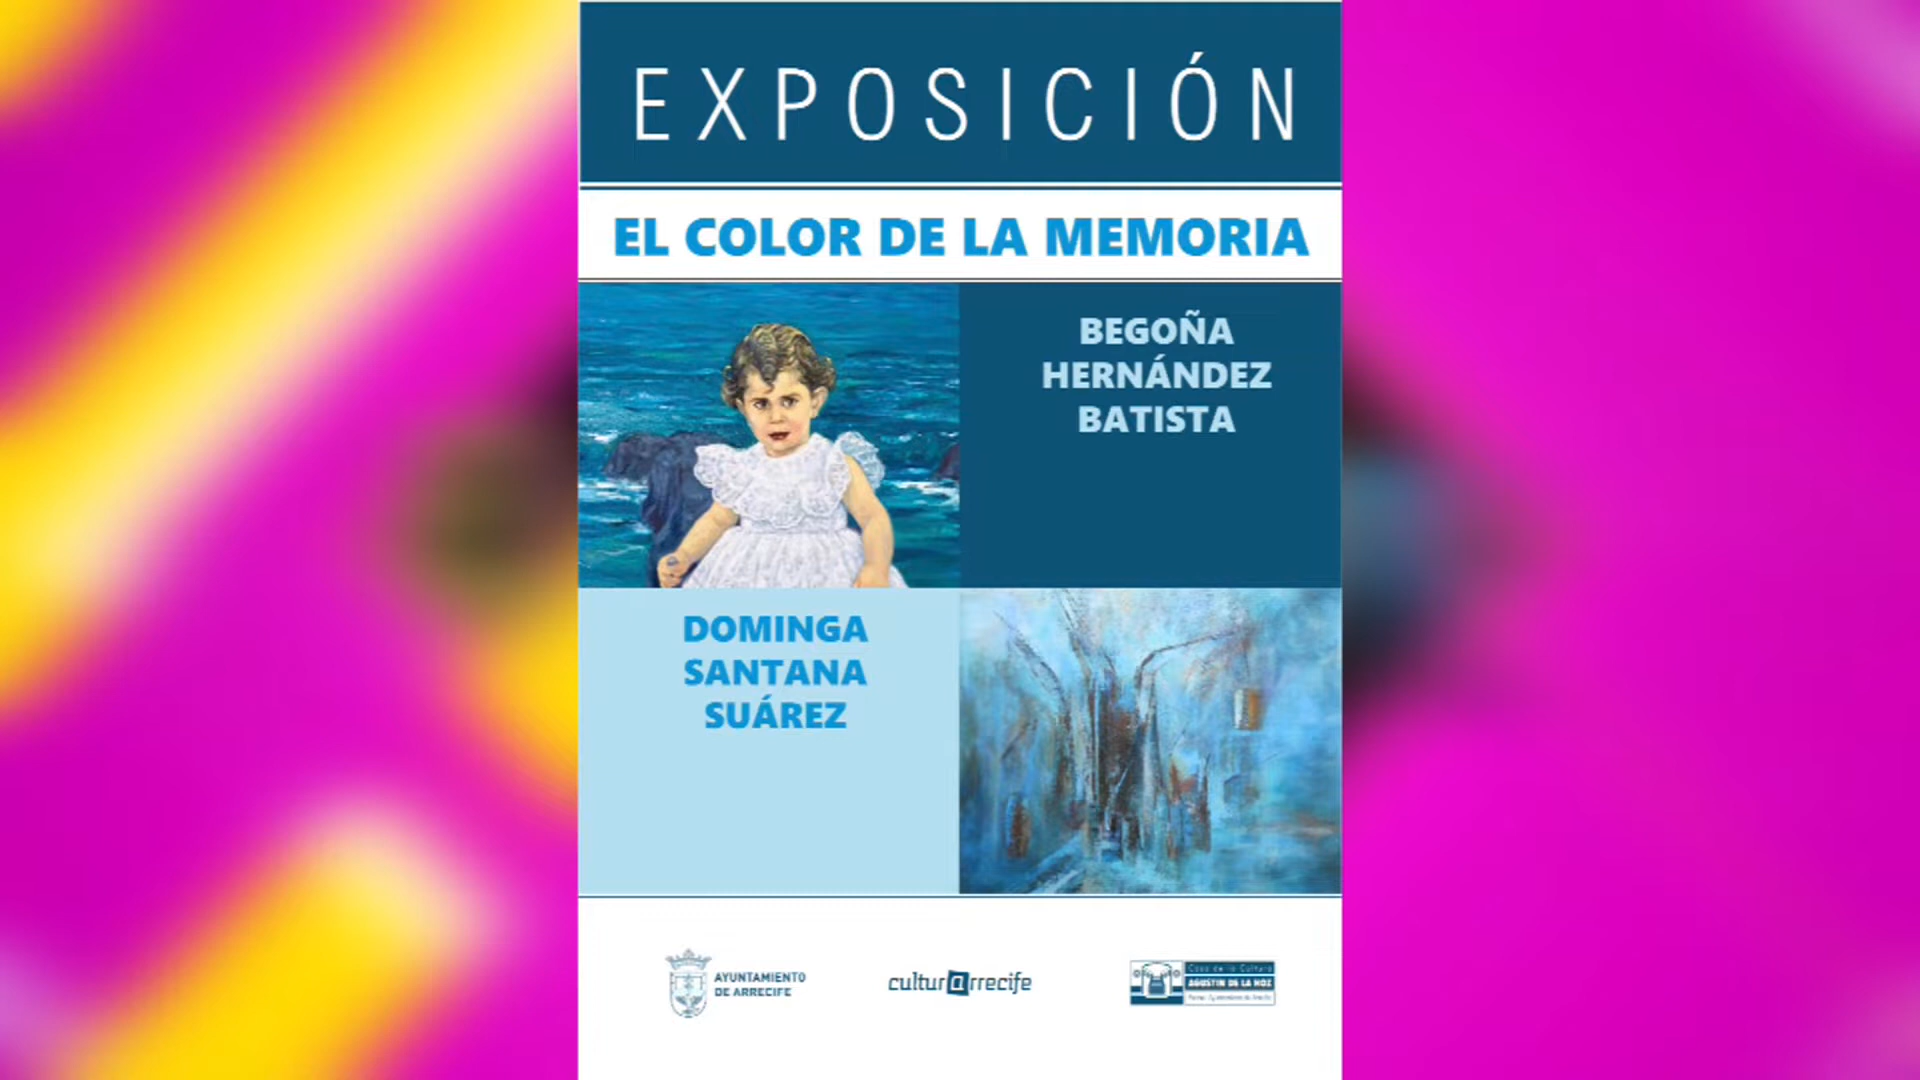 EXPOSICIÓN
EL COLOR DE LA MEMORIA
BEGOÑA
HERNÁNDEZ
BATISTA
DOMINGA
SANTANA
SUÁREZ
AYUNTAMIENTO
DE ARRECIFE
culturarrecife
Casa de la Cultura
AGUSTÍN DE LA HOZ